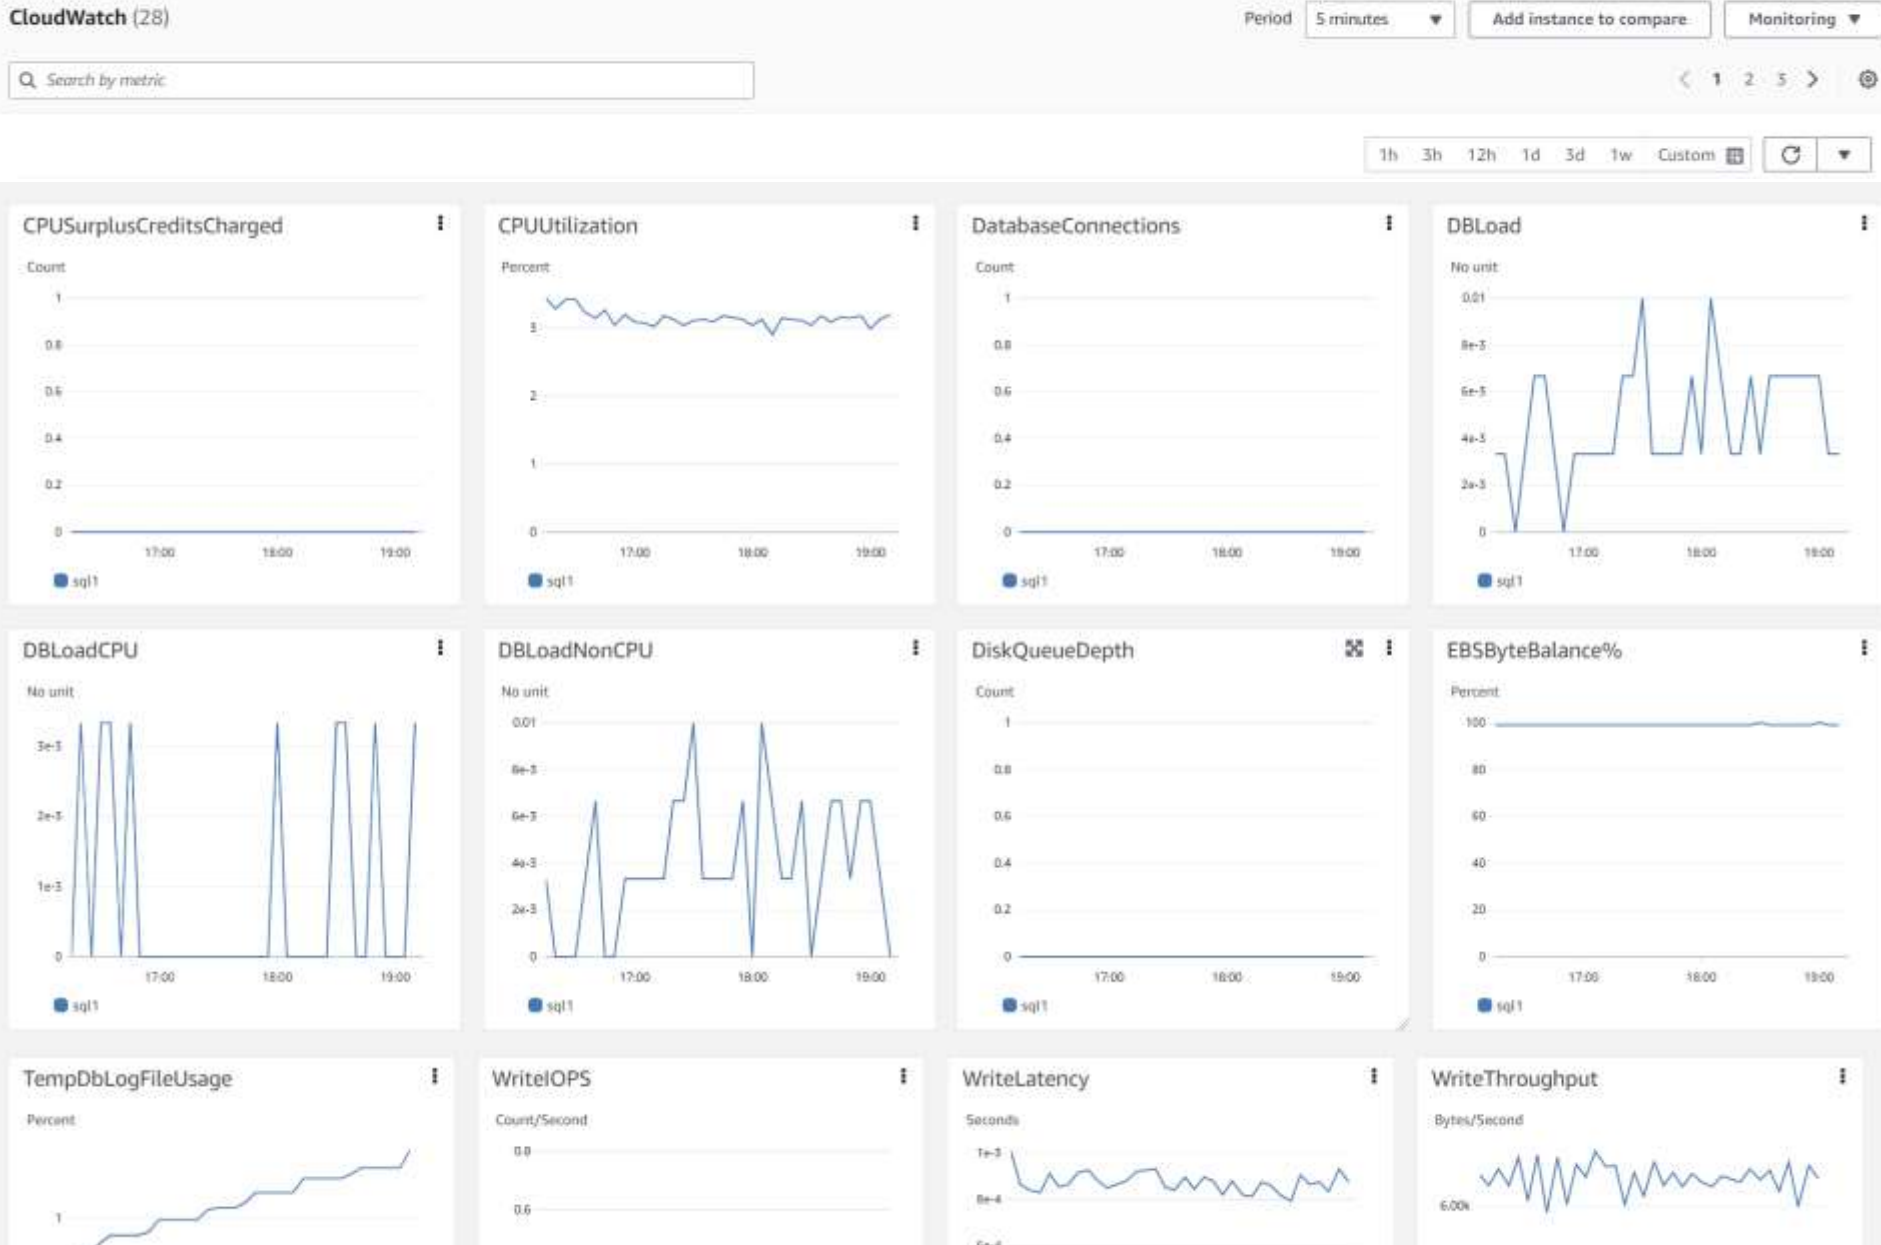 CloudWatch (28)
Period
5 minutes
Add instance to compare
Monitoring
Search by metric
1 2 3
1h 3h 12h 1d 3d 1w Custom
CPUSurplusCreditsCharged
Count
1
0.8
0.6
0.4
0.2
0
17:00 18:00 19:00
sql1
CPUUtilization
Percent
3
2
1
0
17:00 18:00 19:00
sql1
DatabaseConnections
Count
1
0.8
0.6
0.4
0.2
0
17:00 18:00 19:00
sql1
DBLoad
No unit
0.01
8e-3
6e-3
4e-3
2e-3
0
17:00 18:00 19:00
sql1
DBLoadCPU
No unit
3e-3
2e-3
1e-3
0
17:00 18:00 19:00
sql1
DBLoadNonCPU
No unit
0.01
8e-3
6e-3
4e-3
2e-3
0
17:00 18:00 19:00
sql1
DiskQueueDepth
Count
1
0.8
0.6
0.4
0.2
0
17:00 18:00 19:00
sql1
EBSByteBalance%
Percent
100
80
60
40
20
0
17:00 18:00 19:00
sql1
TempDbLogFileUsage
Percent
1
WriteIOPS
Count/Second
0.8
0.6
WriteLatency
Seconds
1e-3
8e-4
WriteThroughput
Bytes/Second
6.00k